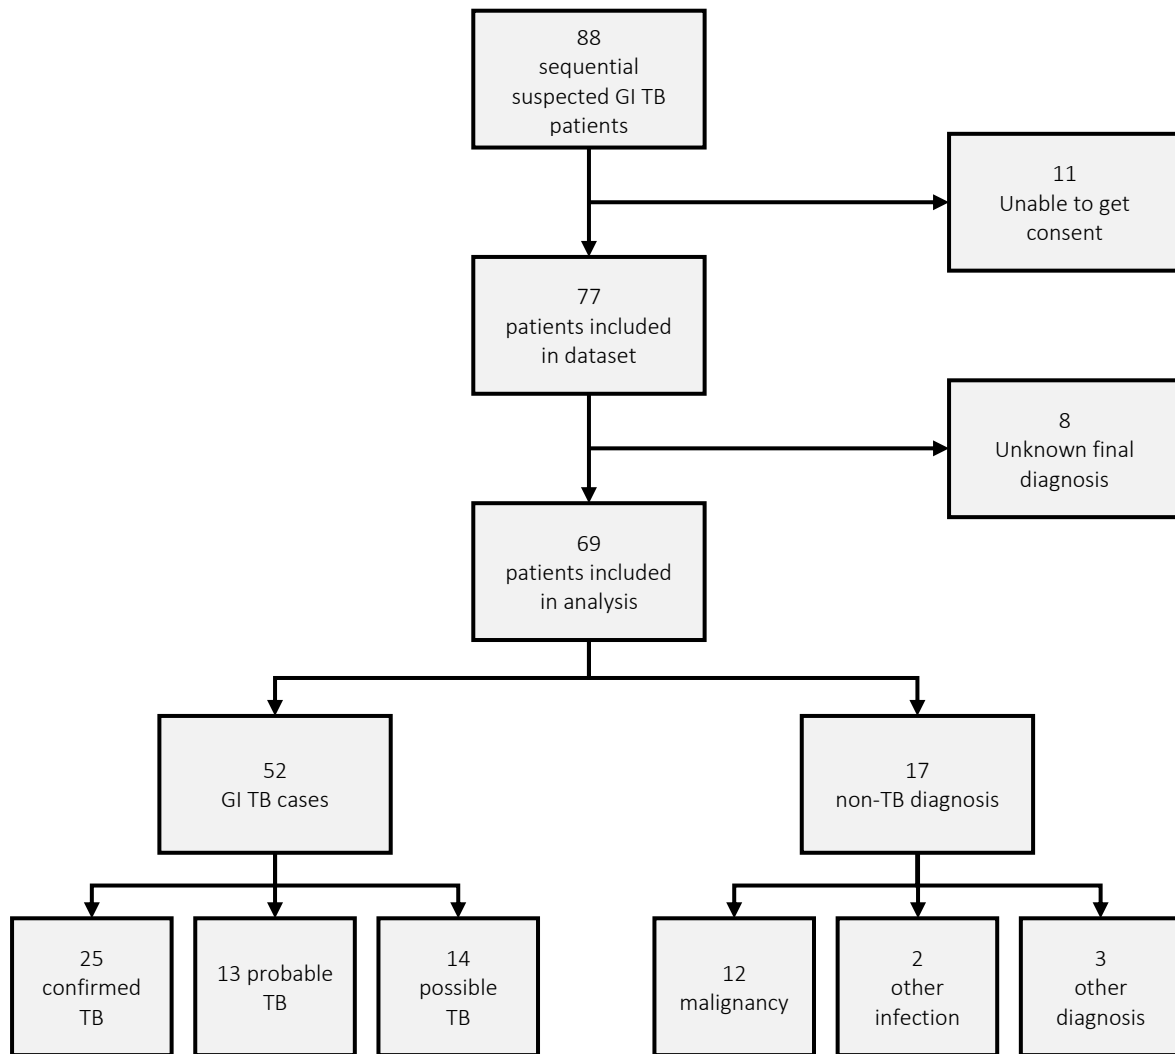 88
sequential
suspected GI TB
patients
11
Unable to get
consent
77
patients included
in dataset
8
Unknown final
diagnosis
69
patients included
in analysis
52
GI TB cases
17
non-TB diagnosis
25
confirmed
TB
13 probable
TB
14
possible
TB
12
malignancy
2
other
infection
3
other
diagnosis